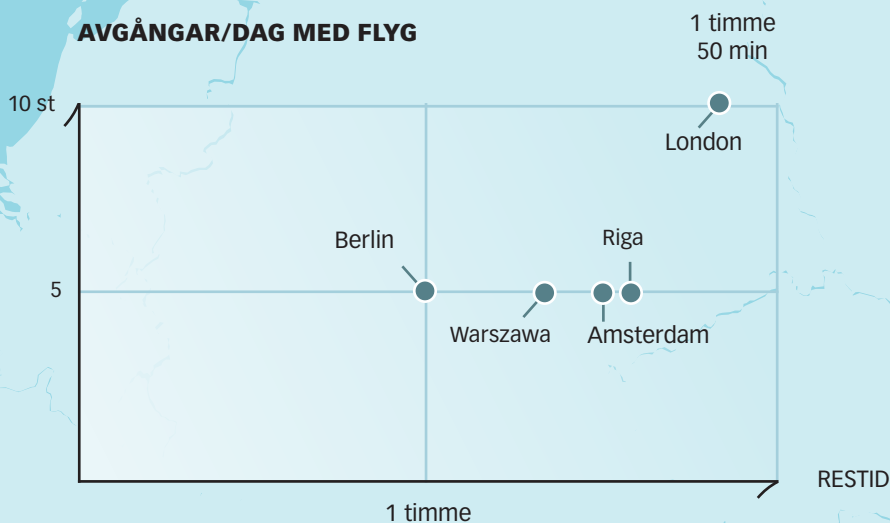 AVGÅNGAR/DAG MED FLYG
1 timme
50 min
10 st
London
Berlin
Riga
5
Warszawa
Amsterdam
RESTID
1 timme